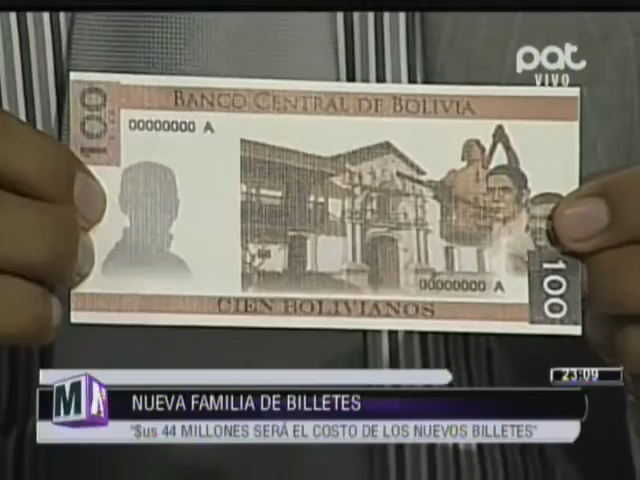 pat
VIVO
100
BANCO CENTRAL DE BOLIVIA
00000000 A
00000000 A
100
CIEN BOLIVIANOS
23:09
MA
NUEVA FAMILIA DE BILLETES
"$us 44 MILLONES SERÁ EL COSTO DE LOS NUEVOS BILLETES"